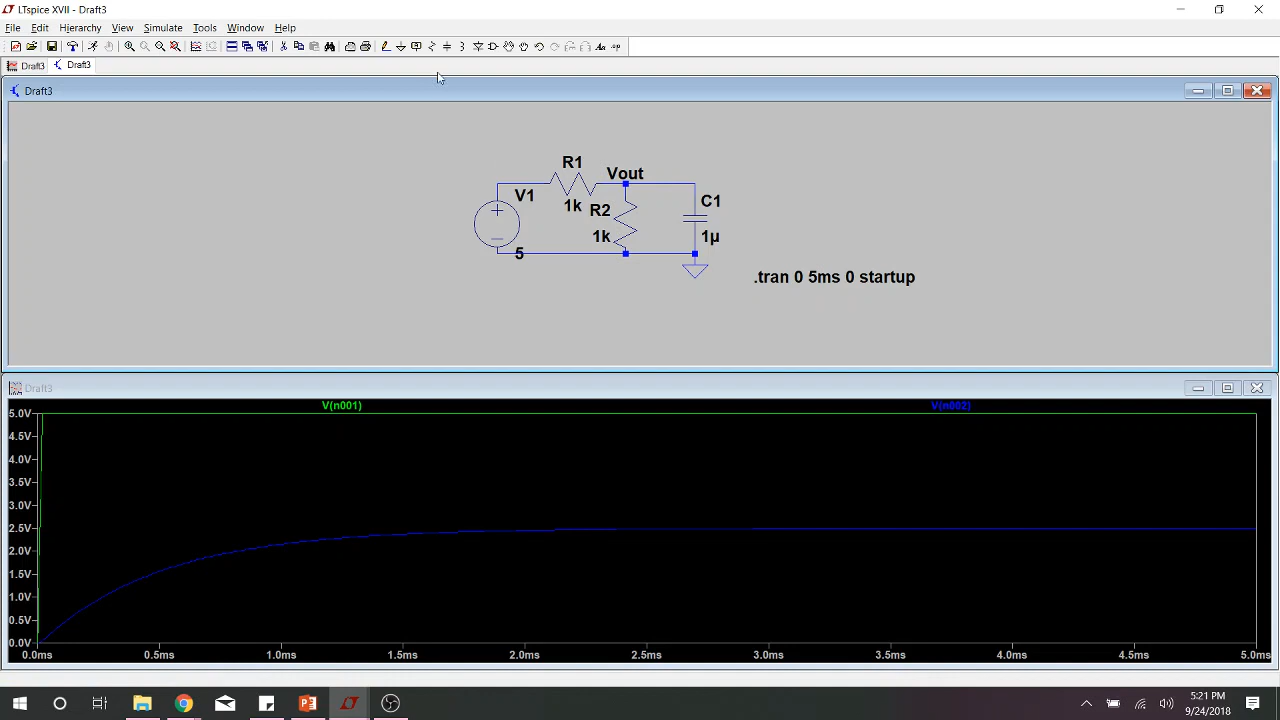 LTspice XVII - Draft3
File Edit Hierarchy View Simulate Tools Window Help
Draft3 Draft3
Draft3
R1
Vout
V1
C1
1k
R2
1k
1µ
5
.tran 0 5ms 0 startup
Draft3
V(n001) V(n002)
5.0V
4.5V
4.0V
3.5V
3.0V
2.5V
2.0V
1.5V
1.0V
0.5V
0.0V
0.0ms 0.5ms 1.0ms 1.5ms 2.0ms 2.5ms 3.0ms 3.5ms 4.0ms 4.5ms 5.0ms
5:21 PM
9/24/2018